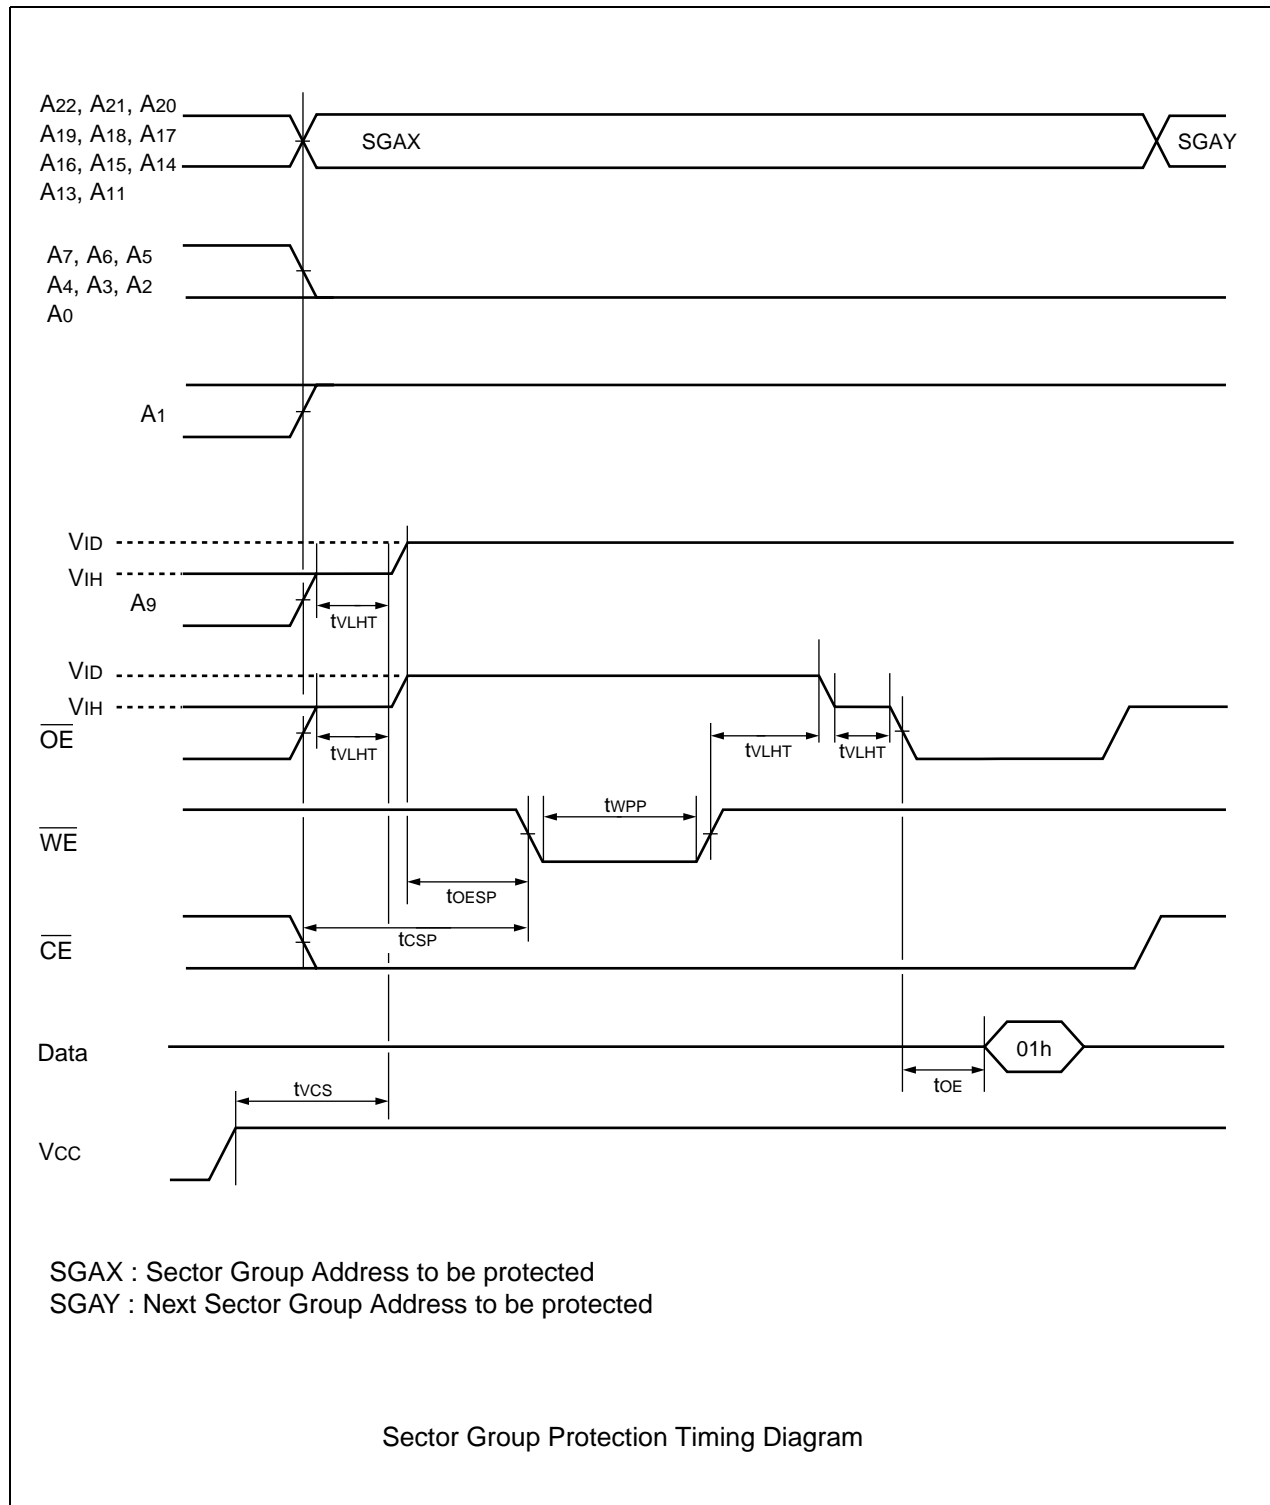 A22, A21, A20
A19, A18, A17
A16, A15, A14
A13, A11
SGAX
SGAY
A7, A6, A5
A4, A3, A2
A0
A1
VID
VIH
A9
tVLHT
VID
VIH
OE
tVLHT
tVLHT
tVLHT
WE
tWPP
tOESP
CE
tCSP
Data
01h
tOE
tVCS
VCC
SGAX : Sector Group Address to be protected
SGAY : Next Sector Group Address to be protected
Sector Group Protection Timing Diagram